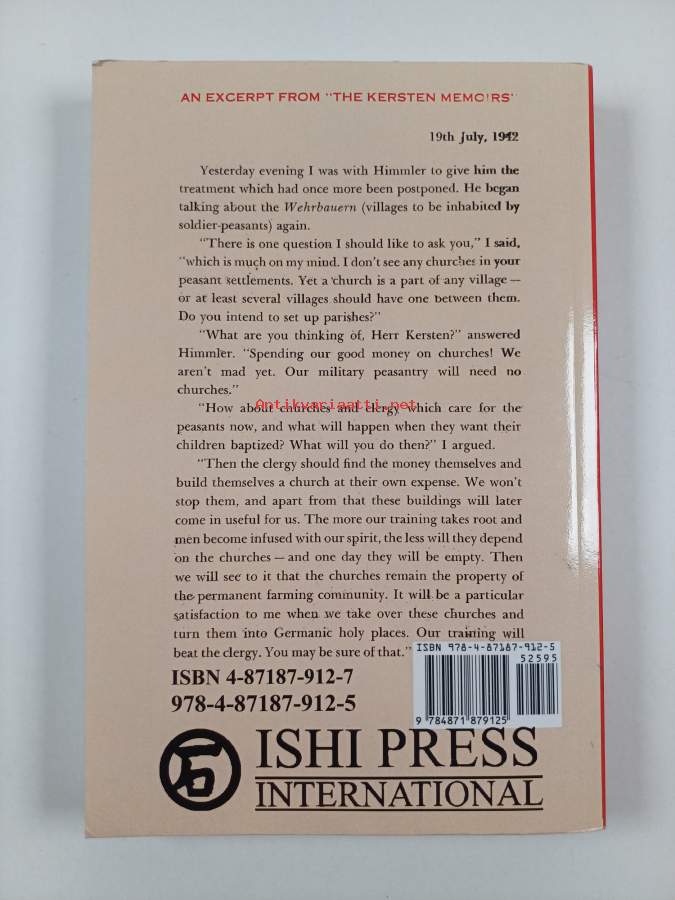 AN EXCERPT FROM "THE KERSTEN MEMOIRS"
19th July, 1942
Yesterday evening I was with Himmler to give him the
treatment which had once more been postponed. He began
talking about the Wehrbauern (villages to be inhabited by
soldier-peasants) again.
"There is one question I should like to ask you," I said,
"which is much on my mind. I don't see any churches in your
peasant settlements. Yet a church is a part of any village —
or at least several villages should have one between them.
Do you intend to set up parishes?"
"What are you thinking of, Herr Kersten?" answered
Himmler. "Spending our good money on churches! We
aren't mad yet. Our military peasantry will need no
churches."
Antikvariaatti.net
"How about churches and clergy which care for the
peasants now, and what will happen when they want their
children baptized? What will you do then?" I argued.
"Then the clergy should find the money themselves and
build themselves a church at their own expense. We won't
stop them, and apart from that these buildings will later
come in useful for us. The more our training takes root and
men become infused with our spirit, the less will they depend
on the churches — and one day they will be empty. Then
we will see to it that the churches remain the property of
the permanent farming community. It will be a particular
satisfaction to me when we take over these churches and
turn them into Germanic holy places. Our training will
beat the clergy. You may be sure of that."
ISBN 978-4-87187-912-5
52595
9 784871 879125
ISBN 4-87187-912-7
978-4-87187-912-5
石
ISHI PRESS
INTERNATIONAL